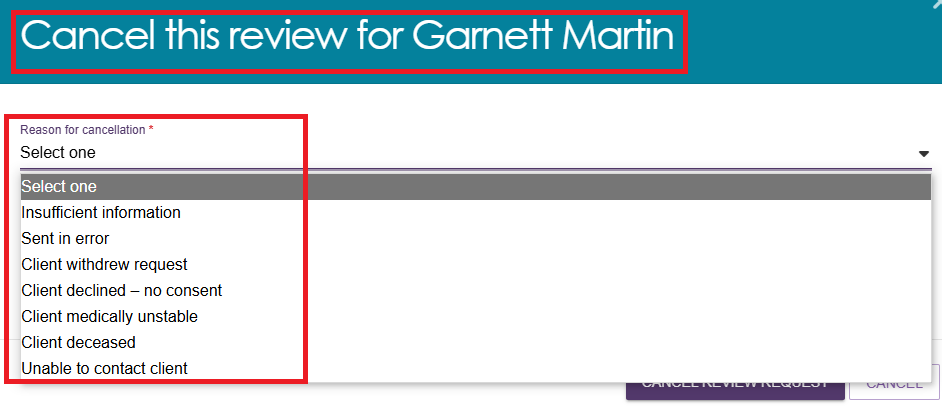 Cancel this review for Garnett Martin
Reason for cancellation *
Select one
Select one
Insufficient information
Sent in error
Client withdrew request
Client declined – no consent
Client medically unstable
Client deceased
Unable to contact client
CANCEL REVIEW REQUEST CANCEL